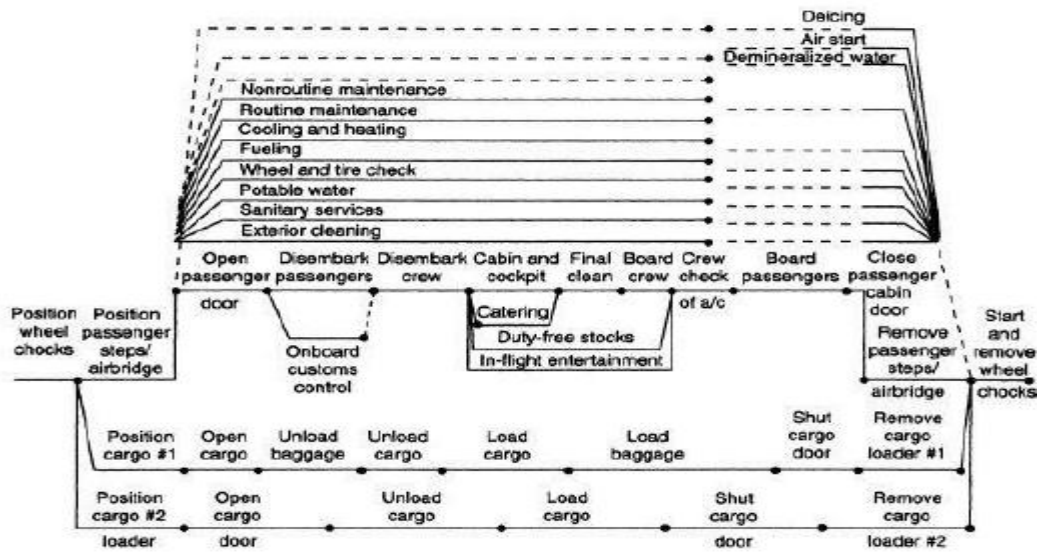 Deicing
Air start
Demineralized water
Nonroutine maintenance
Routine maintenance
Cooling and heating
Fueling
Wheel and tire check
Potable water
Sanitary services
Exterior cleaning
Open
passenger
door
Disembark
passengers
Disembark
crew
Cabin and
cockpit
Final
clean
Board
crew
Crew
check
of a/c
Board
passengers
Close
passenger
cabin
door
Catering
Duty-free stocks
In-flight entertainment
Onboard
customs
control
Position
wheel
chocks
Position
passenger
steps/
airbridge
Remove
passenger
steps/
airbridge
Start
and
remove
wheel
chocks
Position
cargo #1
Open
cargo
Unload
baggage
Unload
cargo
Load
cargo
Load
baggage
Shut
cargo
door
Remove
cargo
loader #1
Position
cargo #2
loader
Open
cargo
door
Unload
cargo
Load
cargo
Shut
cargo
door
Remove
cargo
loader #2